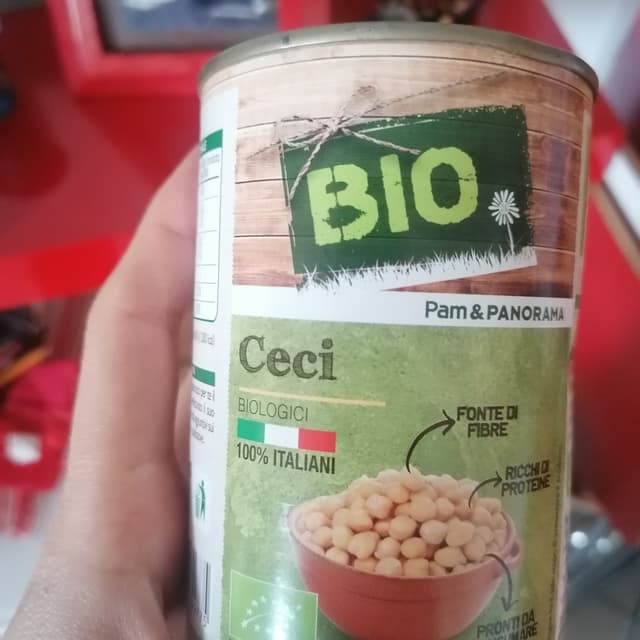 BIO
Pam & PANORAMA
Ceci
BIOLOGICI
100% ITALIANI
FONTE DI
FIBRE
RICCHI DI
PROTEINE
PRONTI DA